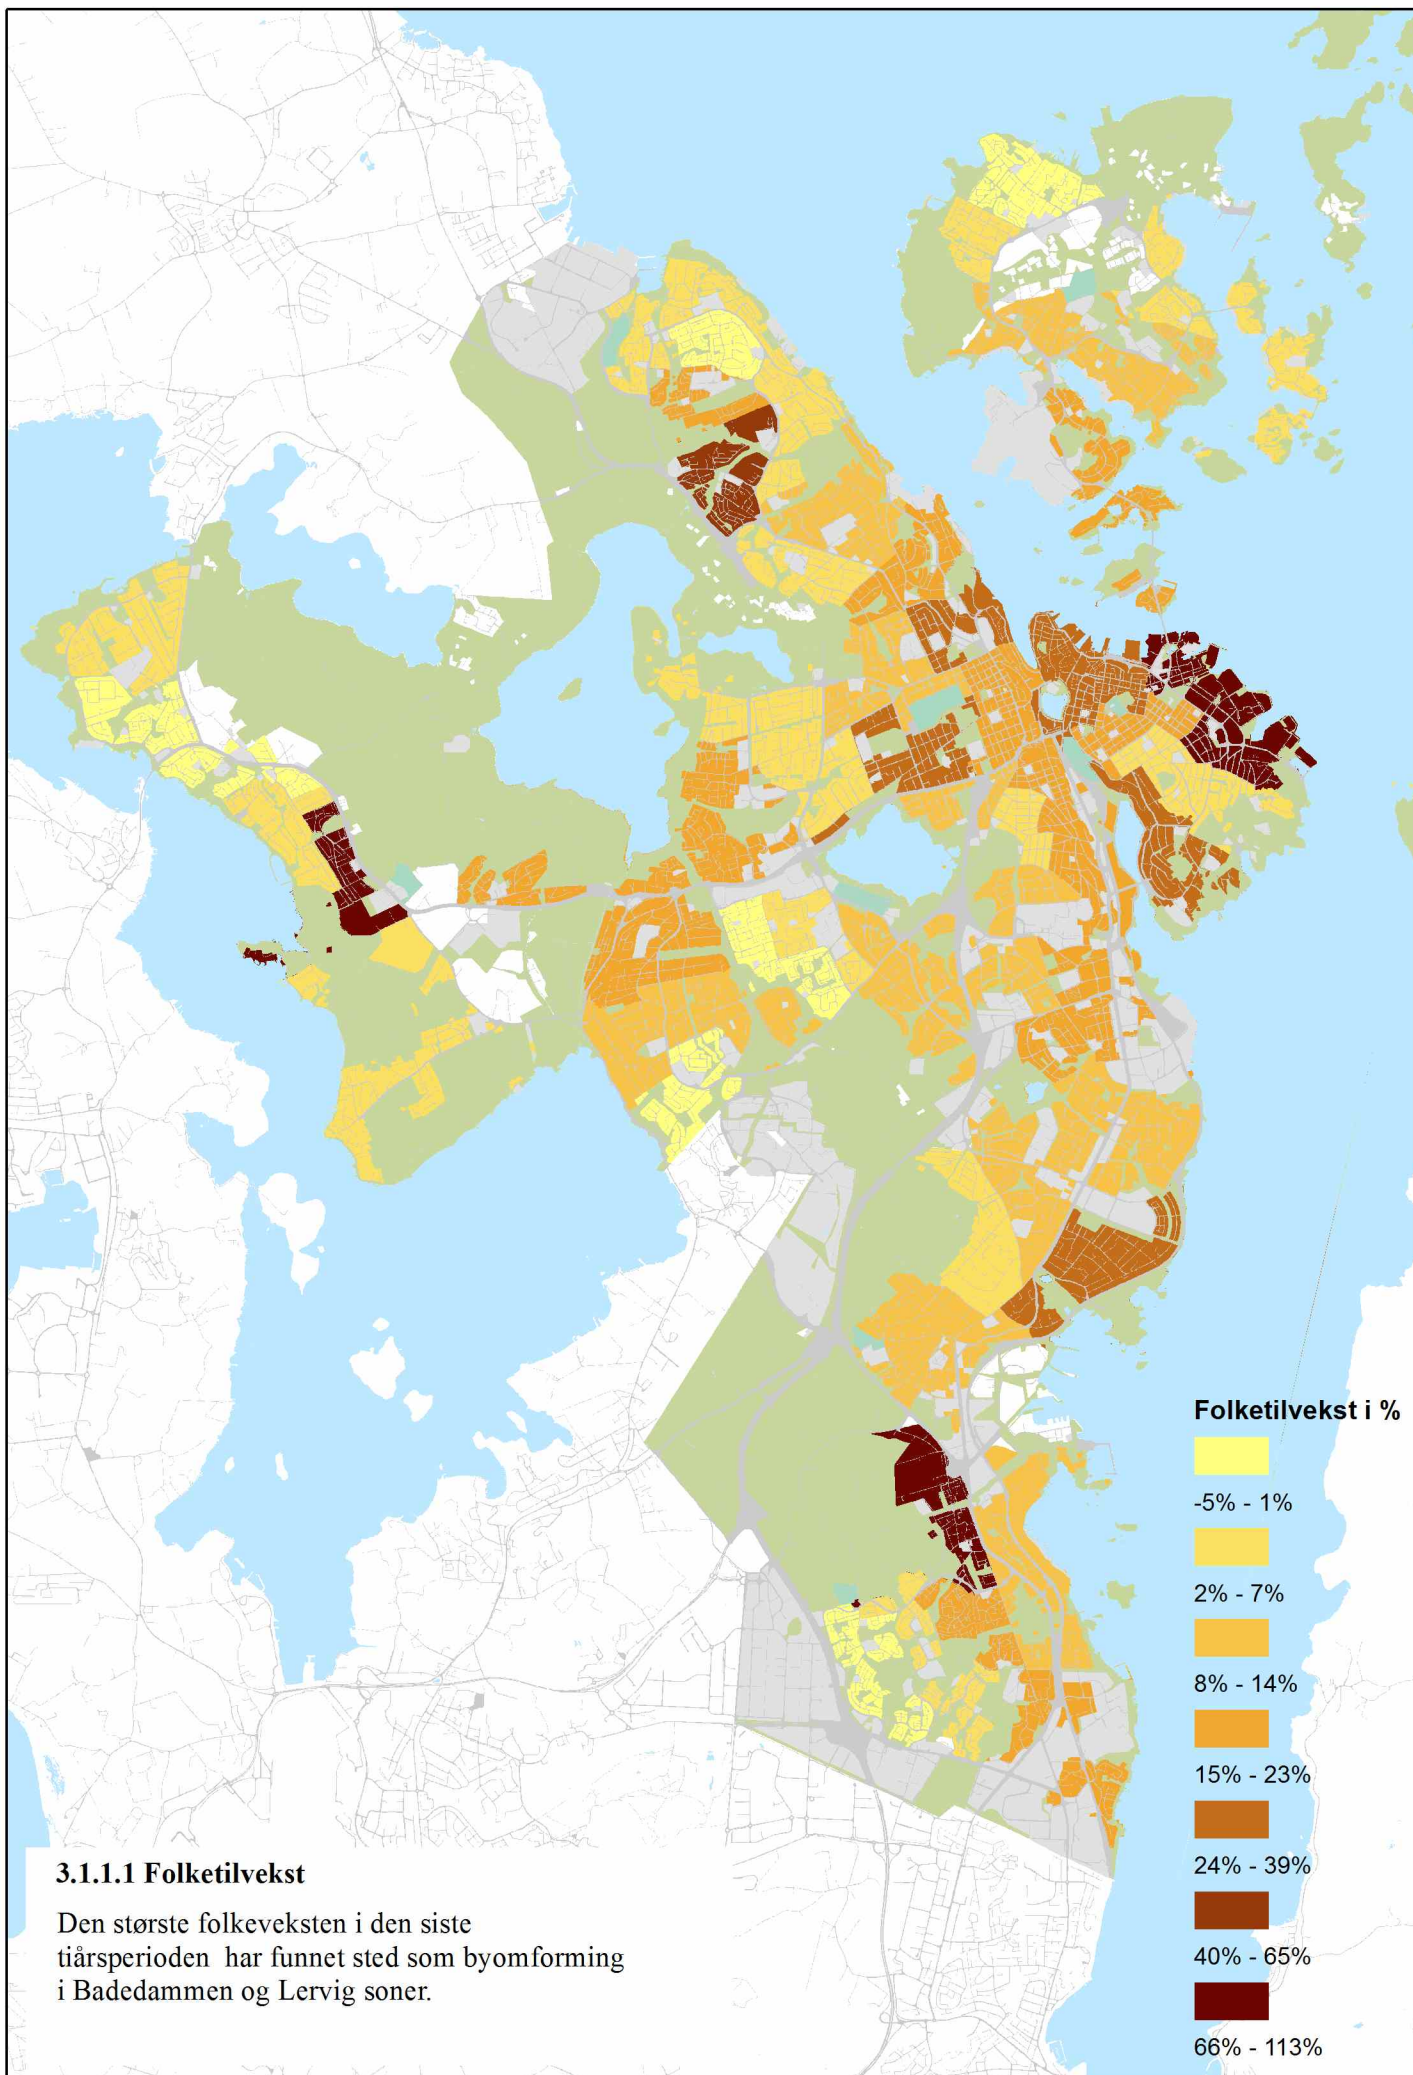 Folketilvekst i %
-5% - 1%
2% - 7%
8% - 14%
15% - 23%
24% - 39%
40% - 65%
66% - 113%
3.1.1.1 Folketilvekst
Den største folkeveksten i den siste
tiårsperioden har funnet sted som byomforming
i Badedammen og Lervig soner.